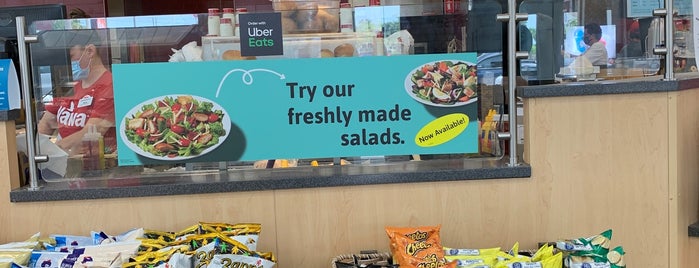 Order with
Uber
Eats
Try our
freshly made
salads.
Now Available!
Wawa
Cheetos